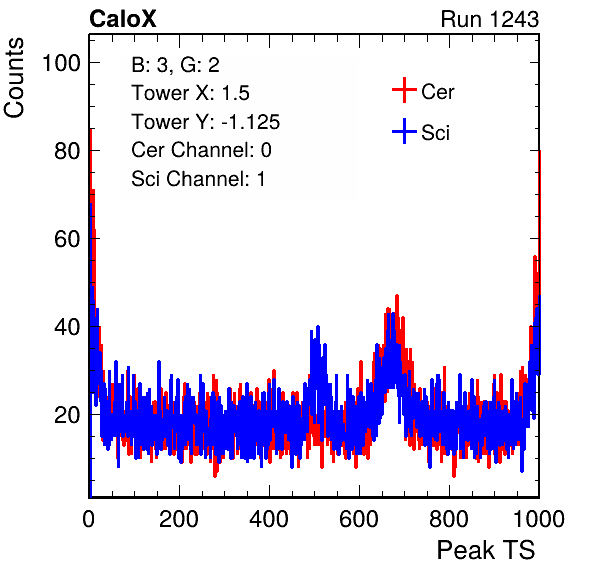 CaloX
Run 1243
Counts
B: 3, G: 2
Tower X: 1.5
Tower Y: -1.125
Cer Channel: 0
Sci Channel: 1
Cer
Sci
100
80
60
40
20
0 200 400 600 800 1000
Peak TS